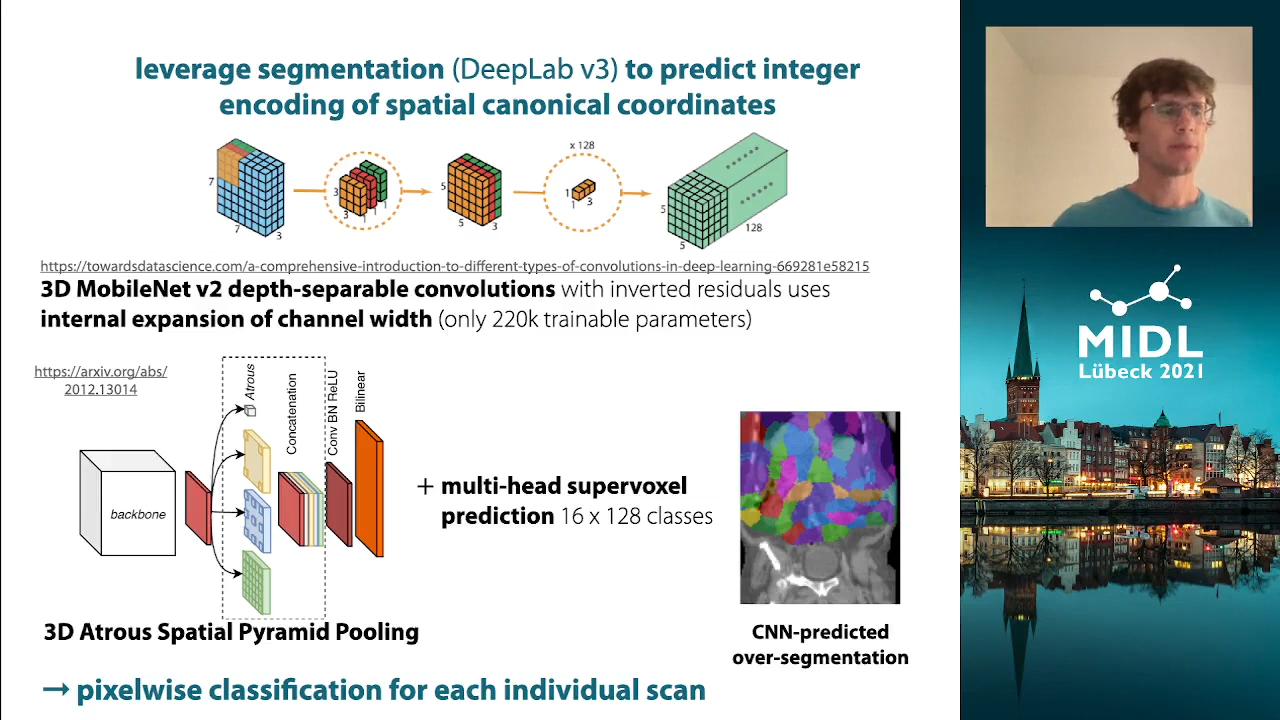 leverage segmentation (DeepLab v3) to predict integer
encoding of spatial canonical coordinates
7
7
3
3
3
1
1
1
5
5
3
x 128
1
1
3
5
5
128
https://towardsdatascience.com/a-comprehensive-introduction-to-different-types-of-convolutions-in-deep-learning-669281e58215
3D MobileNet v2 depth-separable convolutions with inverted residuals uses
internal expansion of channel width (only 220k trainable parameters)
https://arxiv.org/abs/
2012.13014
backbone
Atrous
Concatenation
Conv BN ReLU
Bilinear
+ multi-head supervoxel
prediction 16 x 128 classes
3D Atrous Spatial Pyramid Pooling
CNN-predicted
over-segmentation
→ pixelwise classification for each individual scan
MIDL
Lübeck 2021